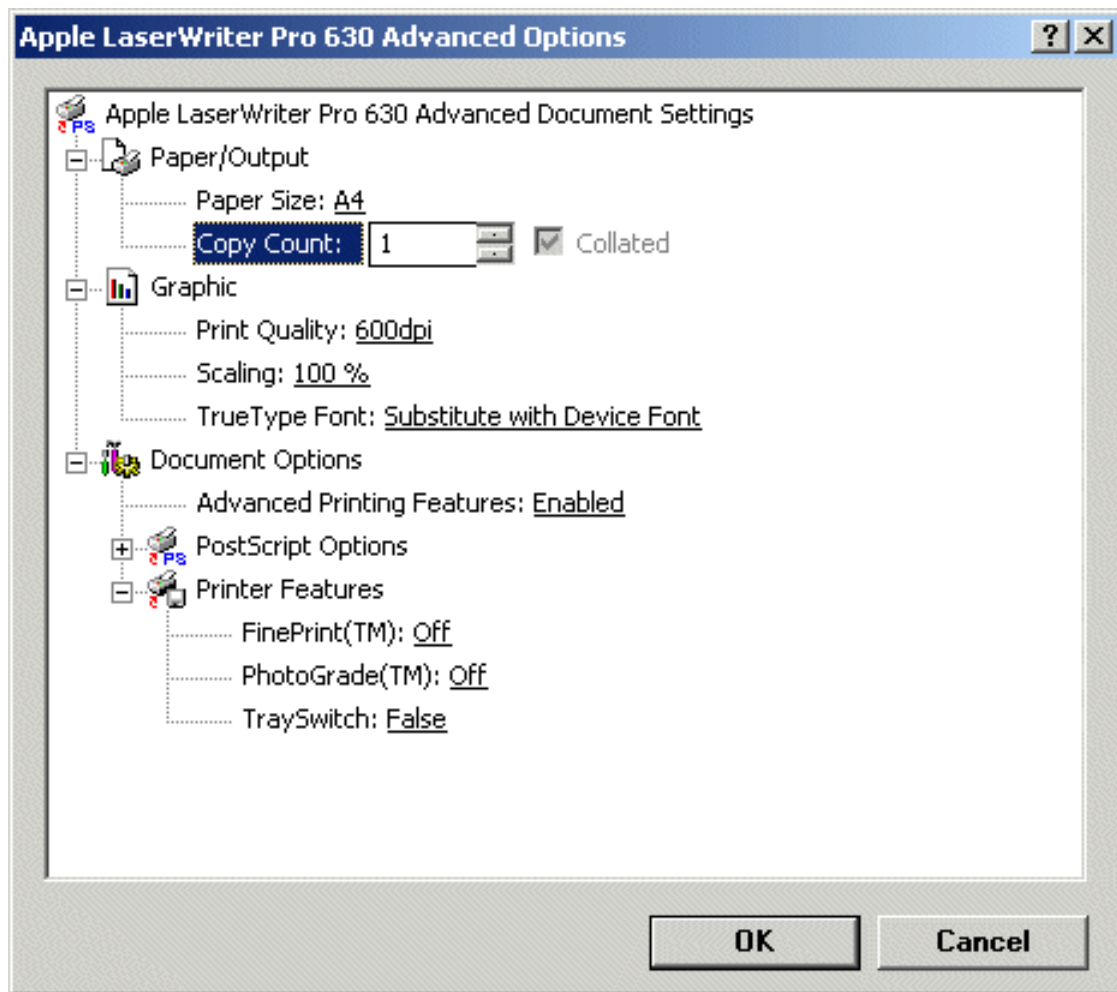 Apple LaserWriter Pro 630 Advanced Options
Apple LaserWriter Pro 630 Advanced Document Settings
Paper/Output
Paper Size: A4
Copy Count: 1 Collated
Graphic
Print Quality: 600dpi
Scaling: 100 %
TrueType Font: Substitute with Device Font
Document Options
Advanced Printing Features: Enabled
PostScript Options
Printer Features
FinePrint(TM): Off
PhotoGrade(TM): Off
TraySwitch: False
OK Cancel